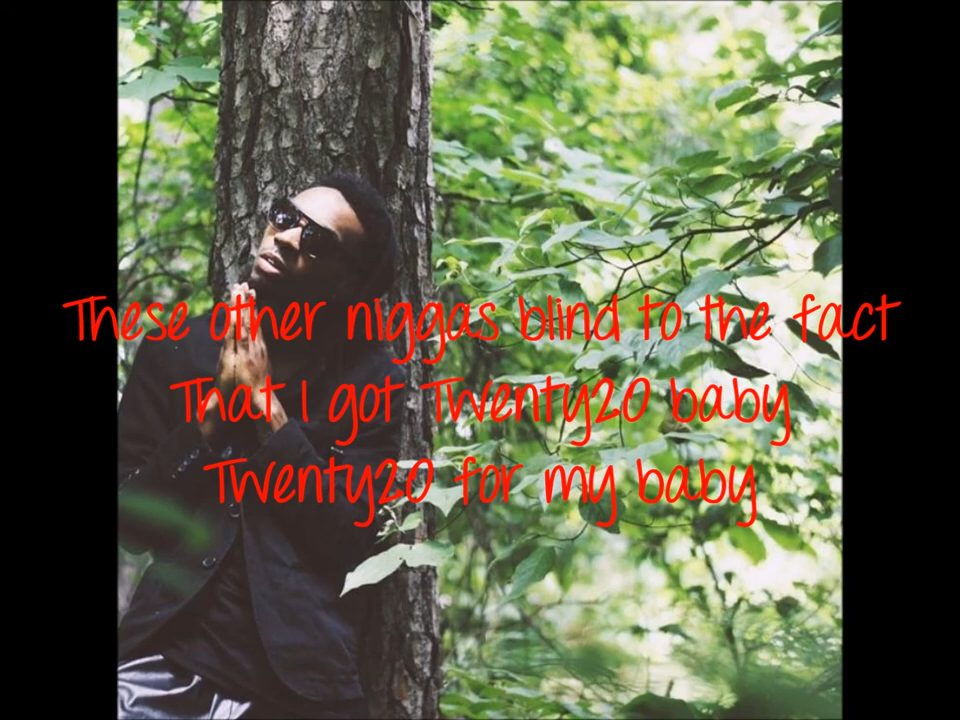 These other niggas blind to the fact
That I got Twenty20 baby
Twenty20 for my baby